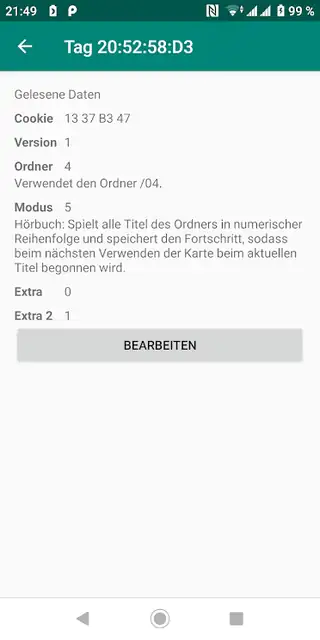 21:49
99 %
Tag 20:52:58:D3
Gelesene Daten
Cookie 13 37 B3 47
Version 1
Ordner 4
Verwendet den Ordner /04.
Modus 5
Hörbuch: Spielt alle Titel des Ordners in numerischer
Reihenfolge und speichert den Fortschritt, sodass
beim nächsten Verwenden der Karte beim aktuellen
Titel begonnen wird.
Extra 0
Extra 2 1
BEARBEITEN